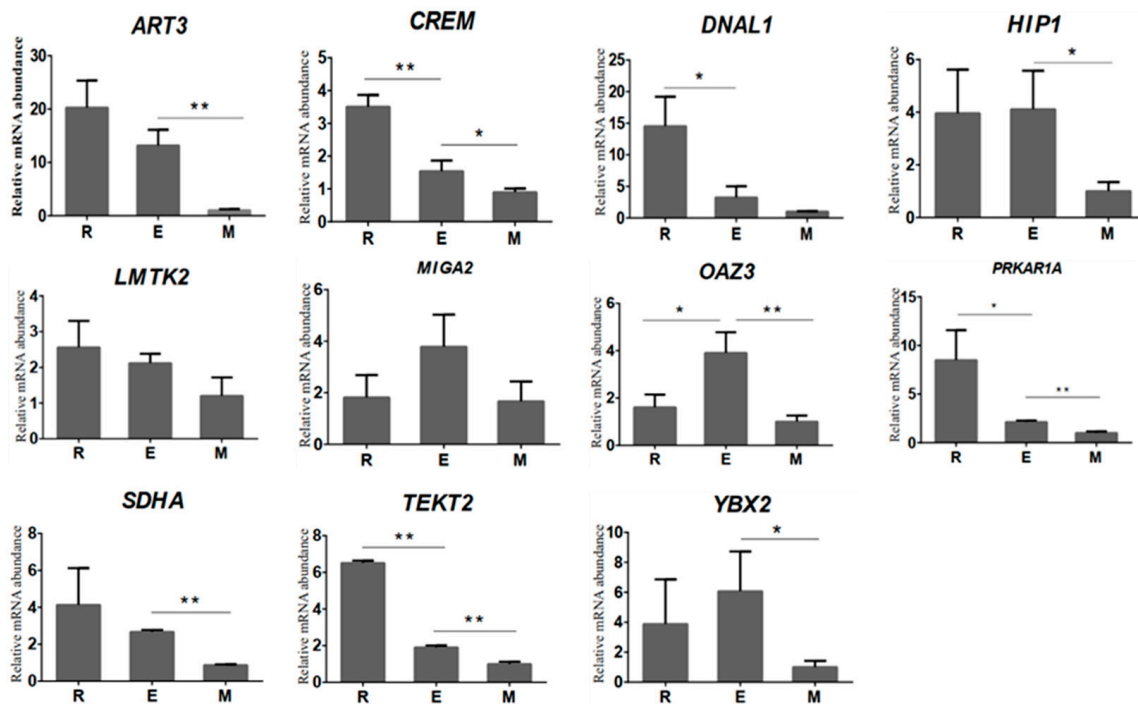 ART3
Relative mRNA abundance
30
20
10
0
**
R E M
CREM
Relative mRNA abundance
5
4
3
2
1
0
**
*
R E M
DNAL1
Relative mRNA abundance
25
20
15
10
5
0
*
R E M
HIP1
Relative mRNA abundance
6
4
2
0
*
R E M
LMTK2
Relative mRNA abundance
4
3
2
1
0
R E M
MIGA2
Relative mRNA abundance
6
4
2
0
R E M
OAZ3
Relative mRNA abundance
6
4
2
0
* **
R E M
PRKAR1A
Relative mRNA abundance
15
10
5
0
*
**
R E M
SDHA
Relative mRNA abundance
8
6
4
2
0
**
R E M
TEKT2
Relative mRNA abundance
8
6
4
2
0
**
**
R E M
YBX2
Relative mRNA abundance
10
8
6
4
2
0
*
R E M